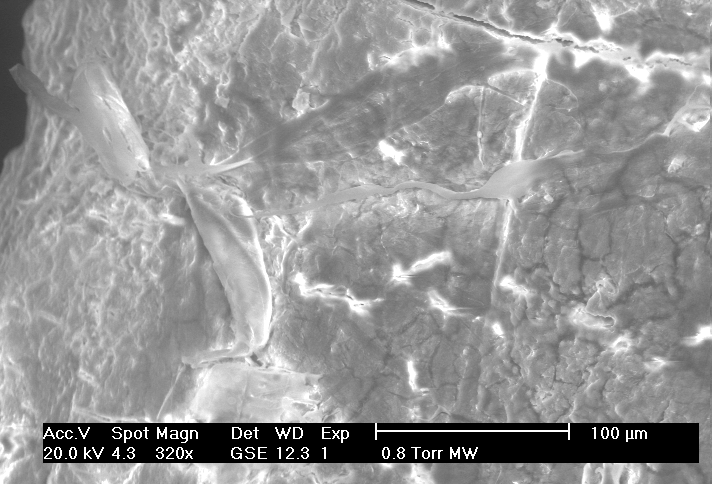 Acc.V Spot Magn Det WD Exp 100 µm
20.0 kV 4.3 320x GSE 12.3 1 0.8 Torr MW